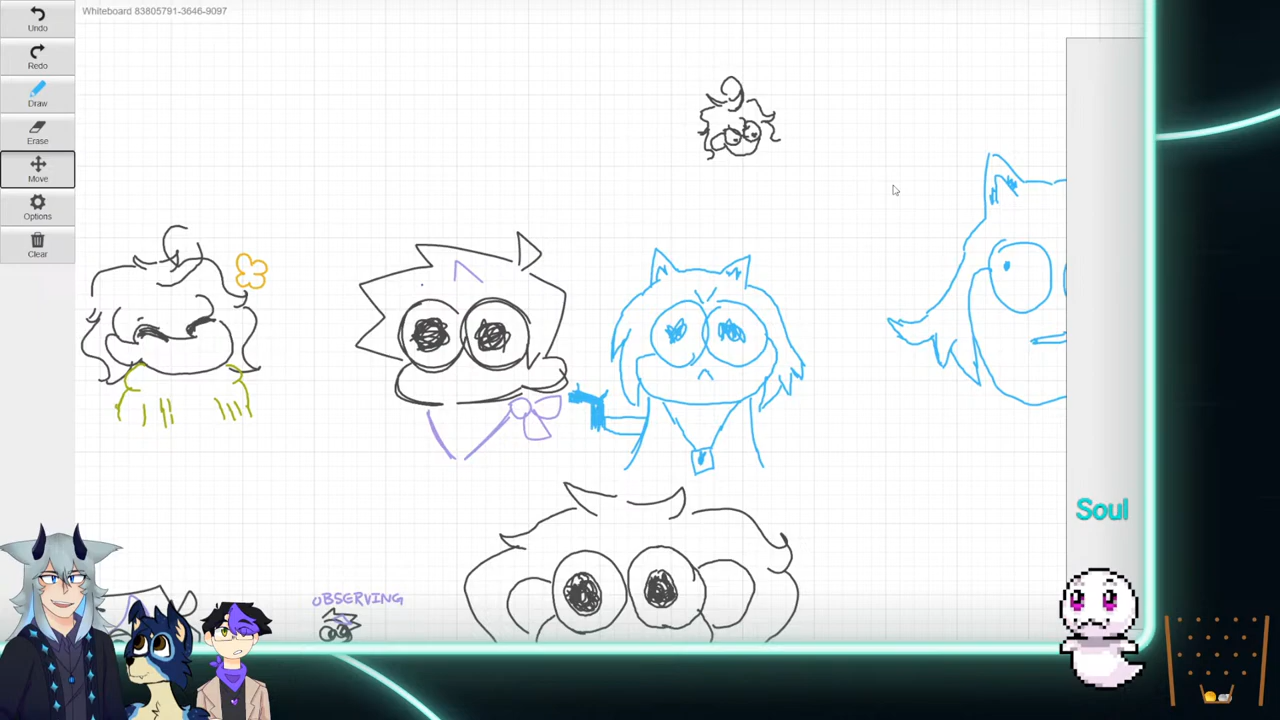 Whiteboard 83805791-3646-9097
Undo
Redo
Draw
Erase
Move
Options
Clear
Soul
OBSERVING